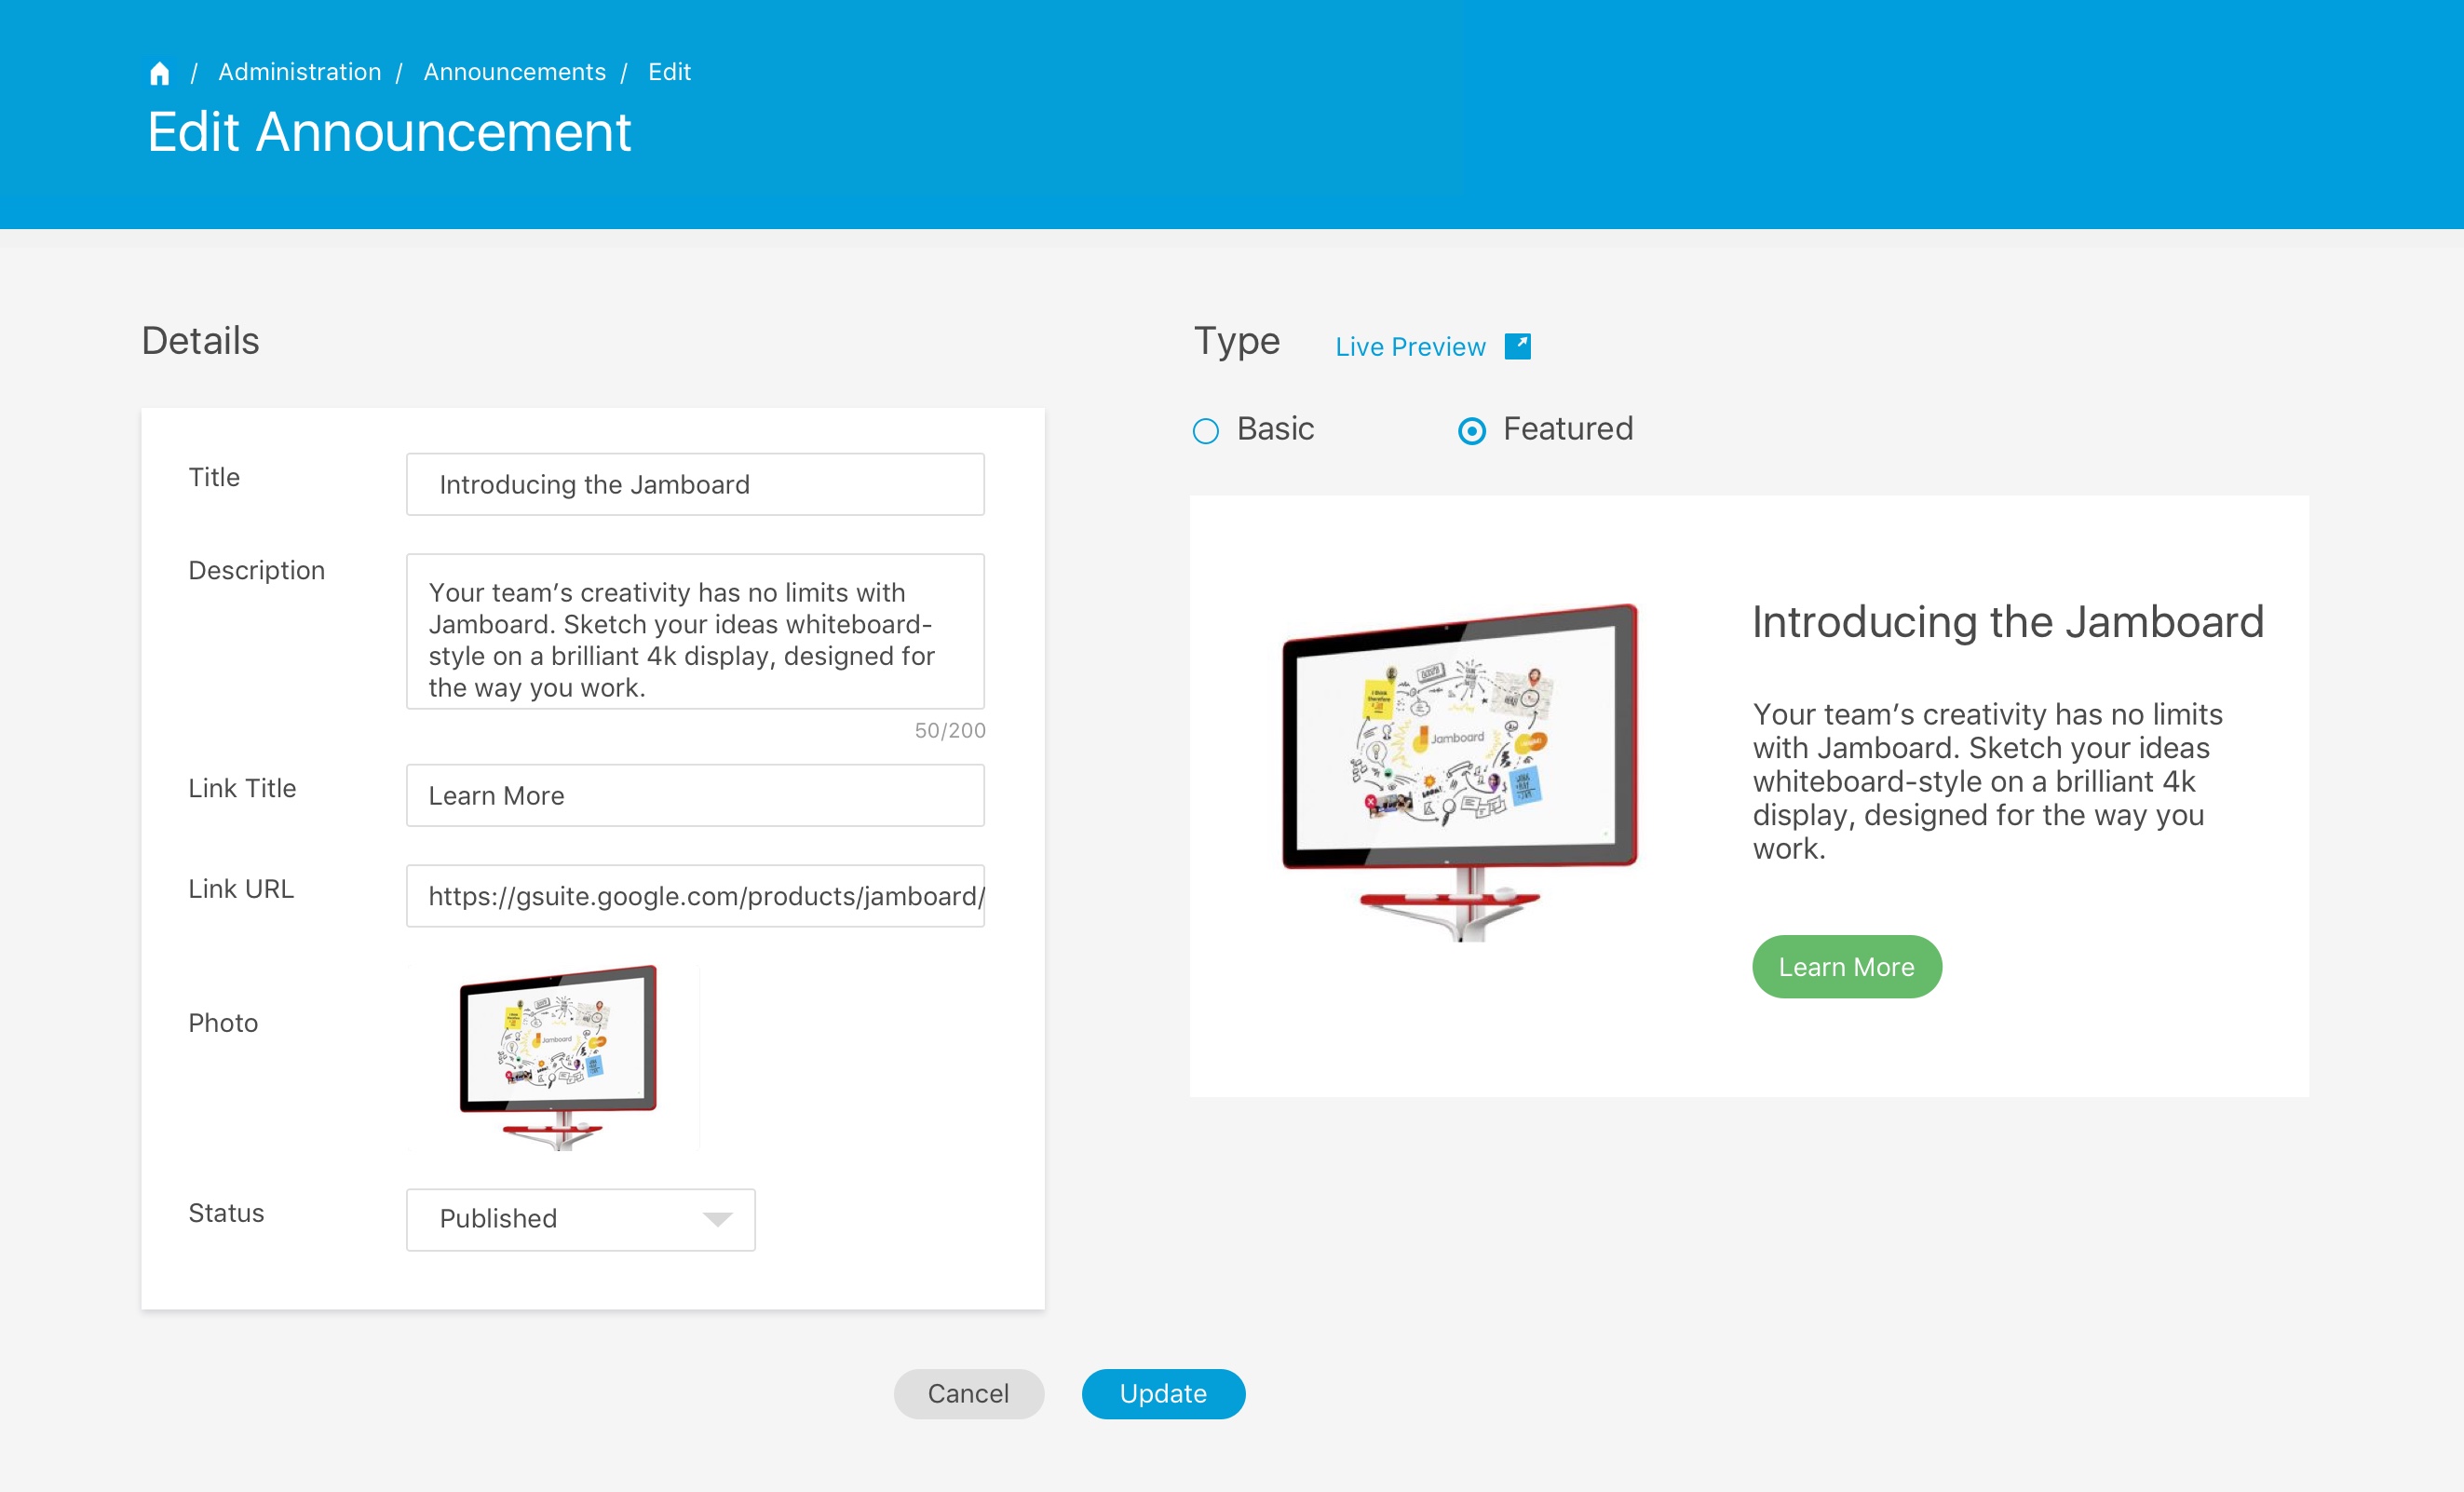 / Administration / Announcements / Edit
Edit Announcement
Details
Title
Introducing the Jamboard
Description
Your team’s creativity has no limits with
Jamboard. Sketch your ideas whiteboard-
style on a brilliant 4k display, designed for
the way you work.
50/200
Link Title
Learn More
Link URL
https://gsuite.google.com/products/jamboard/
Photo
Jamboard
Status
Published
Type
Live Preview
Basic
Featured
Jamboard
Introducing the Jamboard
Your team’s creativity has no limits
with Jamboard. Sketch your ideas
whiteboard-style on a brilliant 4k
display, designed for the way you
work.
Learn More
Cancel
Update